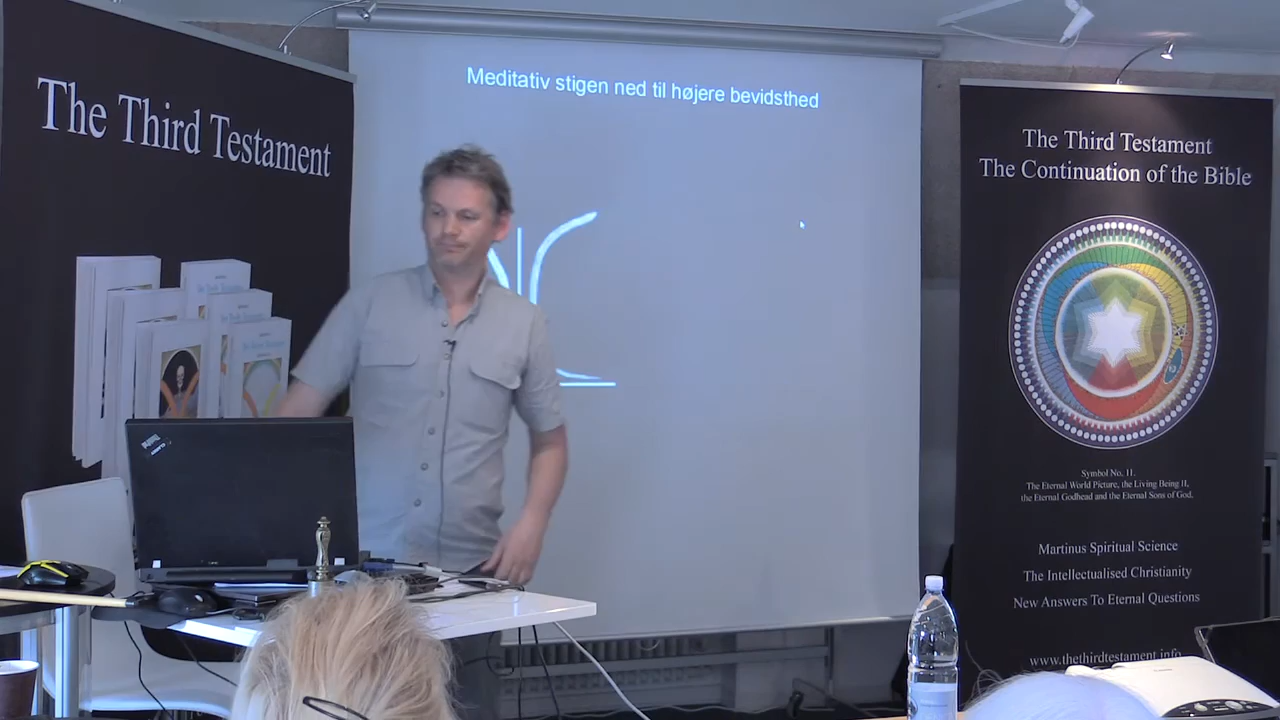 The Third Testament
Meditativ stigen ned til højere bevidsthed
The Third Testament
The Continuation of the Bible
Symbol No. 11.
The Eternal World Picture, the Living Being II,
the Eternal Godhead and the Eternal Sons of God.
Martinus Spiritual Science
The Intellectualised Christianity
New Answers To Eternal Questions
www.thethirdtestament.info